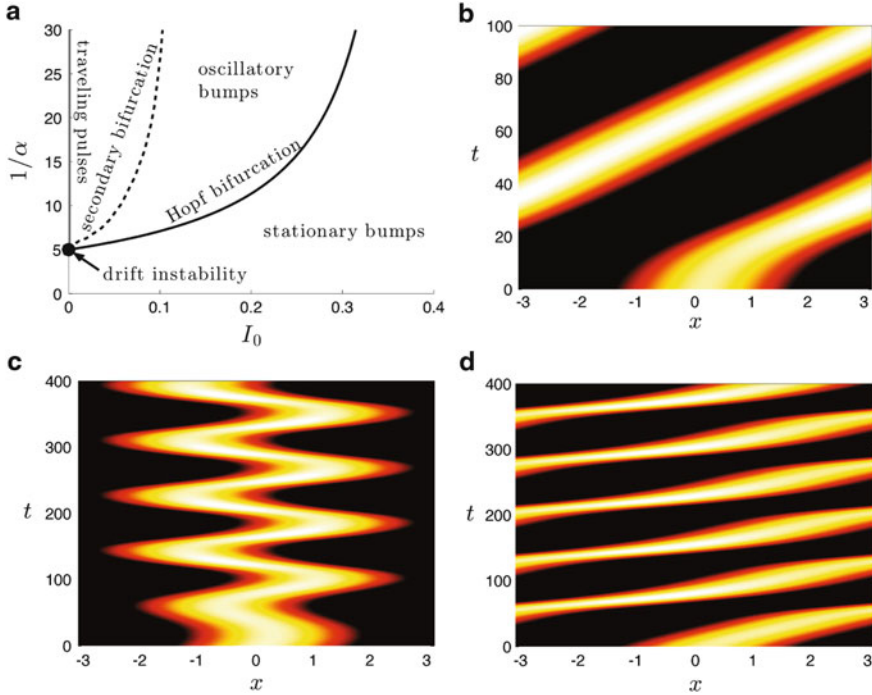 a
30
25
20
15
10
5
0
1/α
traveling pulses
secondary bifurcation
oscillatory
bumps
Hopf bifurcation
stationary bumps
drift instability
0 0.1 0.2 0.3 0.4
I₀
b
100
80
60
40
20
0
t
-3 -2 -1 0 1 2 3
x
c
400
300
200
100
0
t
-3 -2 -1 0 1 2 3
x
d
400
300
200
100
0
t
-3 -2 -1 0 1 2 3
x